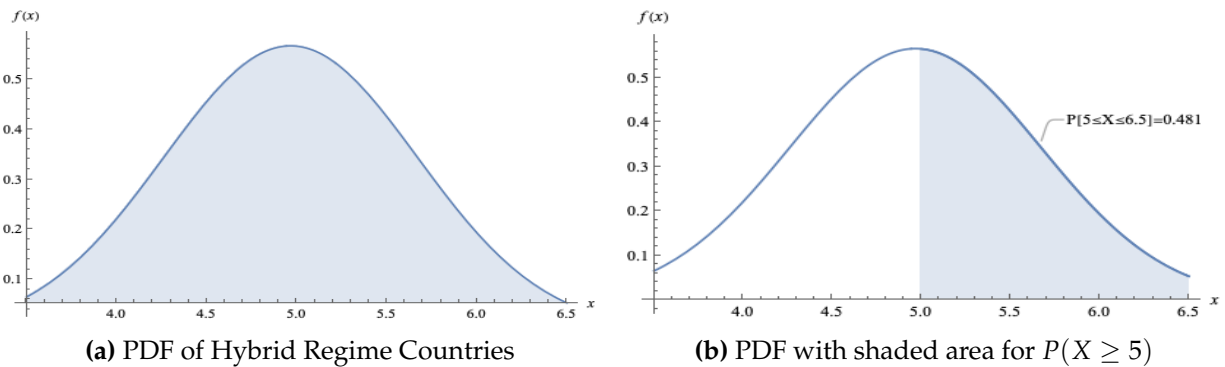 f(x)
0.5
0.4
0.3
0.2
0.1
4.0 4.5 5.0 5.5 6.0 6.5 x
(a) PDF of Hybrid Regime Countries
f(x)
0.5
0.4
0.3
0.2
0.1
P[5≤X≤6.5]=0.481
4.0 4.5 5.0 5.5 6.0 6.5 x
(b) PDF with shaded area for P(X ≥ 5)